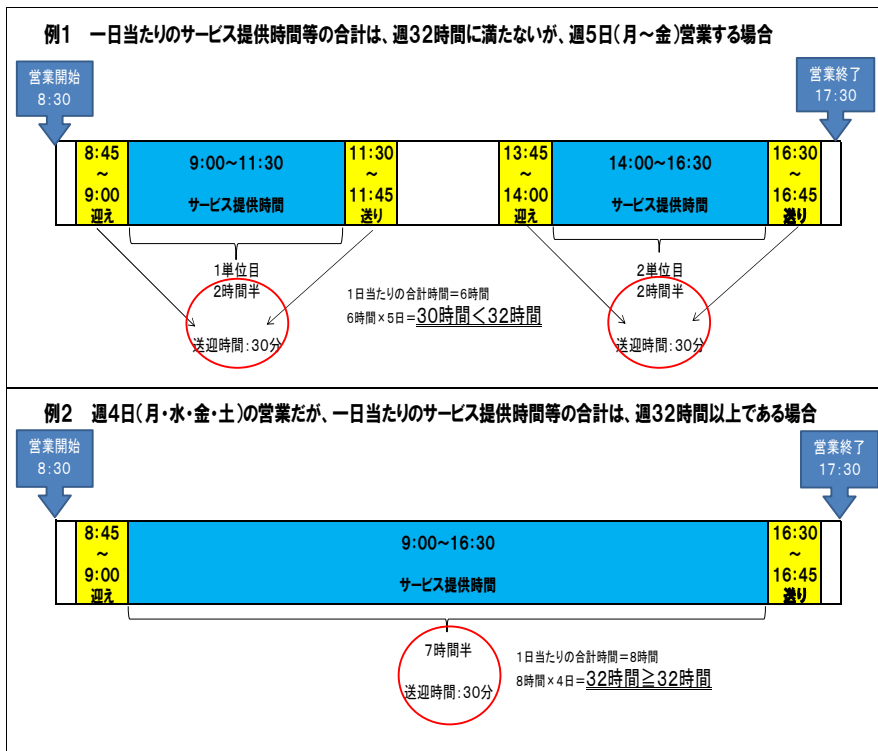 例1　一日当たりのサービス提供時間等の合計は、週32時間に満たないが、週5日(月～金)営業する場合
営業開始
8:30
営業終了
17:30
8:45
～
9:00
迎え
9:00~11:30
サービス提供時間
11:30
～
11:45
送り
13:45
～
14:00
迎え
14:00~16:30
サービス提供時間
16:30
～
16:45
送り
1単位目
2時間半
送迎時間:30分
1日当たりの合計時間=6時間
6時間×5日=30時間<32時間
2単位目
2時間半
送迎時間:30分
例2　週4日(月・水・金・土)の営業だが、一日当たりのサービス提供時間等の合計は、週32時間以上である場合
営業開始
8:30
営業終了
17:30
8:45
～
9:00
迎え
9:00~16:30
サービス提供時間
16:30
～
16:45
送り
7時間半
送迎時間:30分
1日当たりの合計時間=8時間
8時間×4日=32時間≧32時間